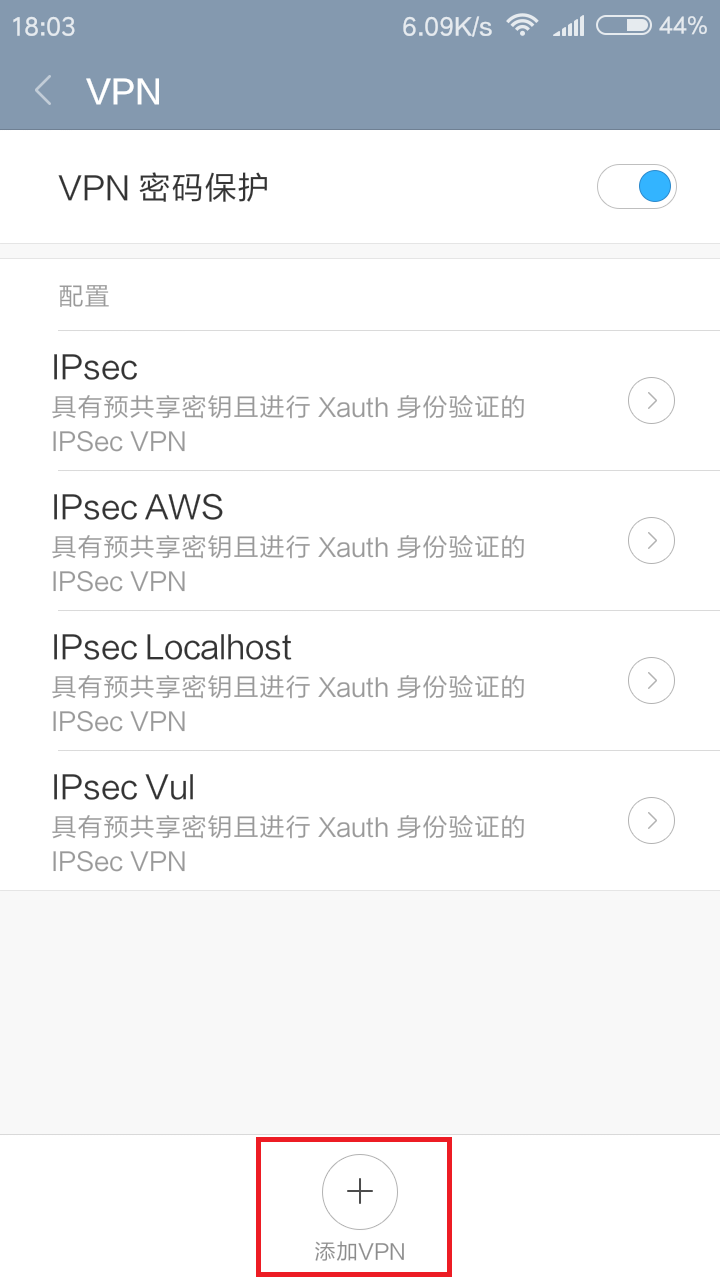 18:03 6.09K/s 44%
VPN
VPN 密码保护
配置
IPsec
具有预共享密钥且进行 Xauth 身份验证的
IPSec VPN
IPsec AWS
具有预共享密钥且进行 Xauth 身份验证的
IPSec VPN
IPsec Localhost
具有预共享密钥且进行 Xauth 身份验证的
IPSec VPN
IPsec Vul
具有预共享密钥且进行 Xauth 身份验证的
IPSec VPN
添加VPN